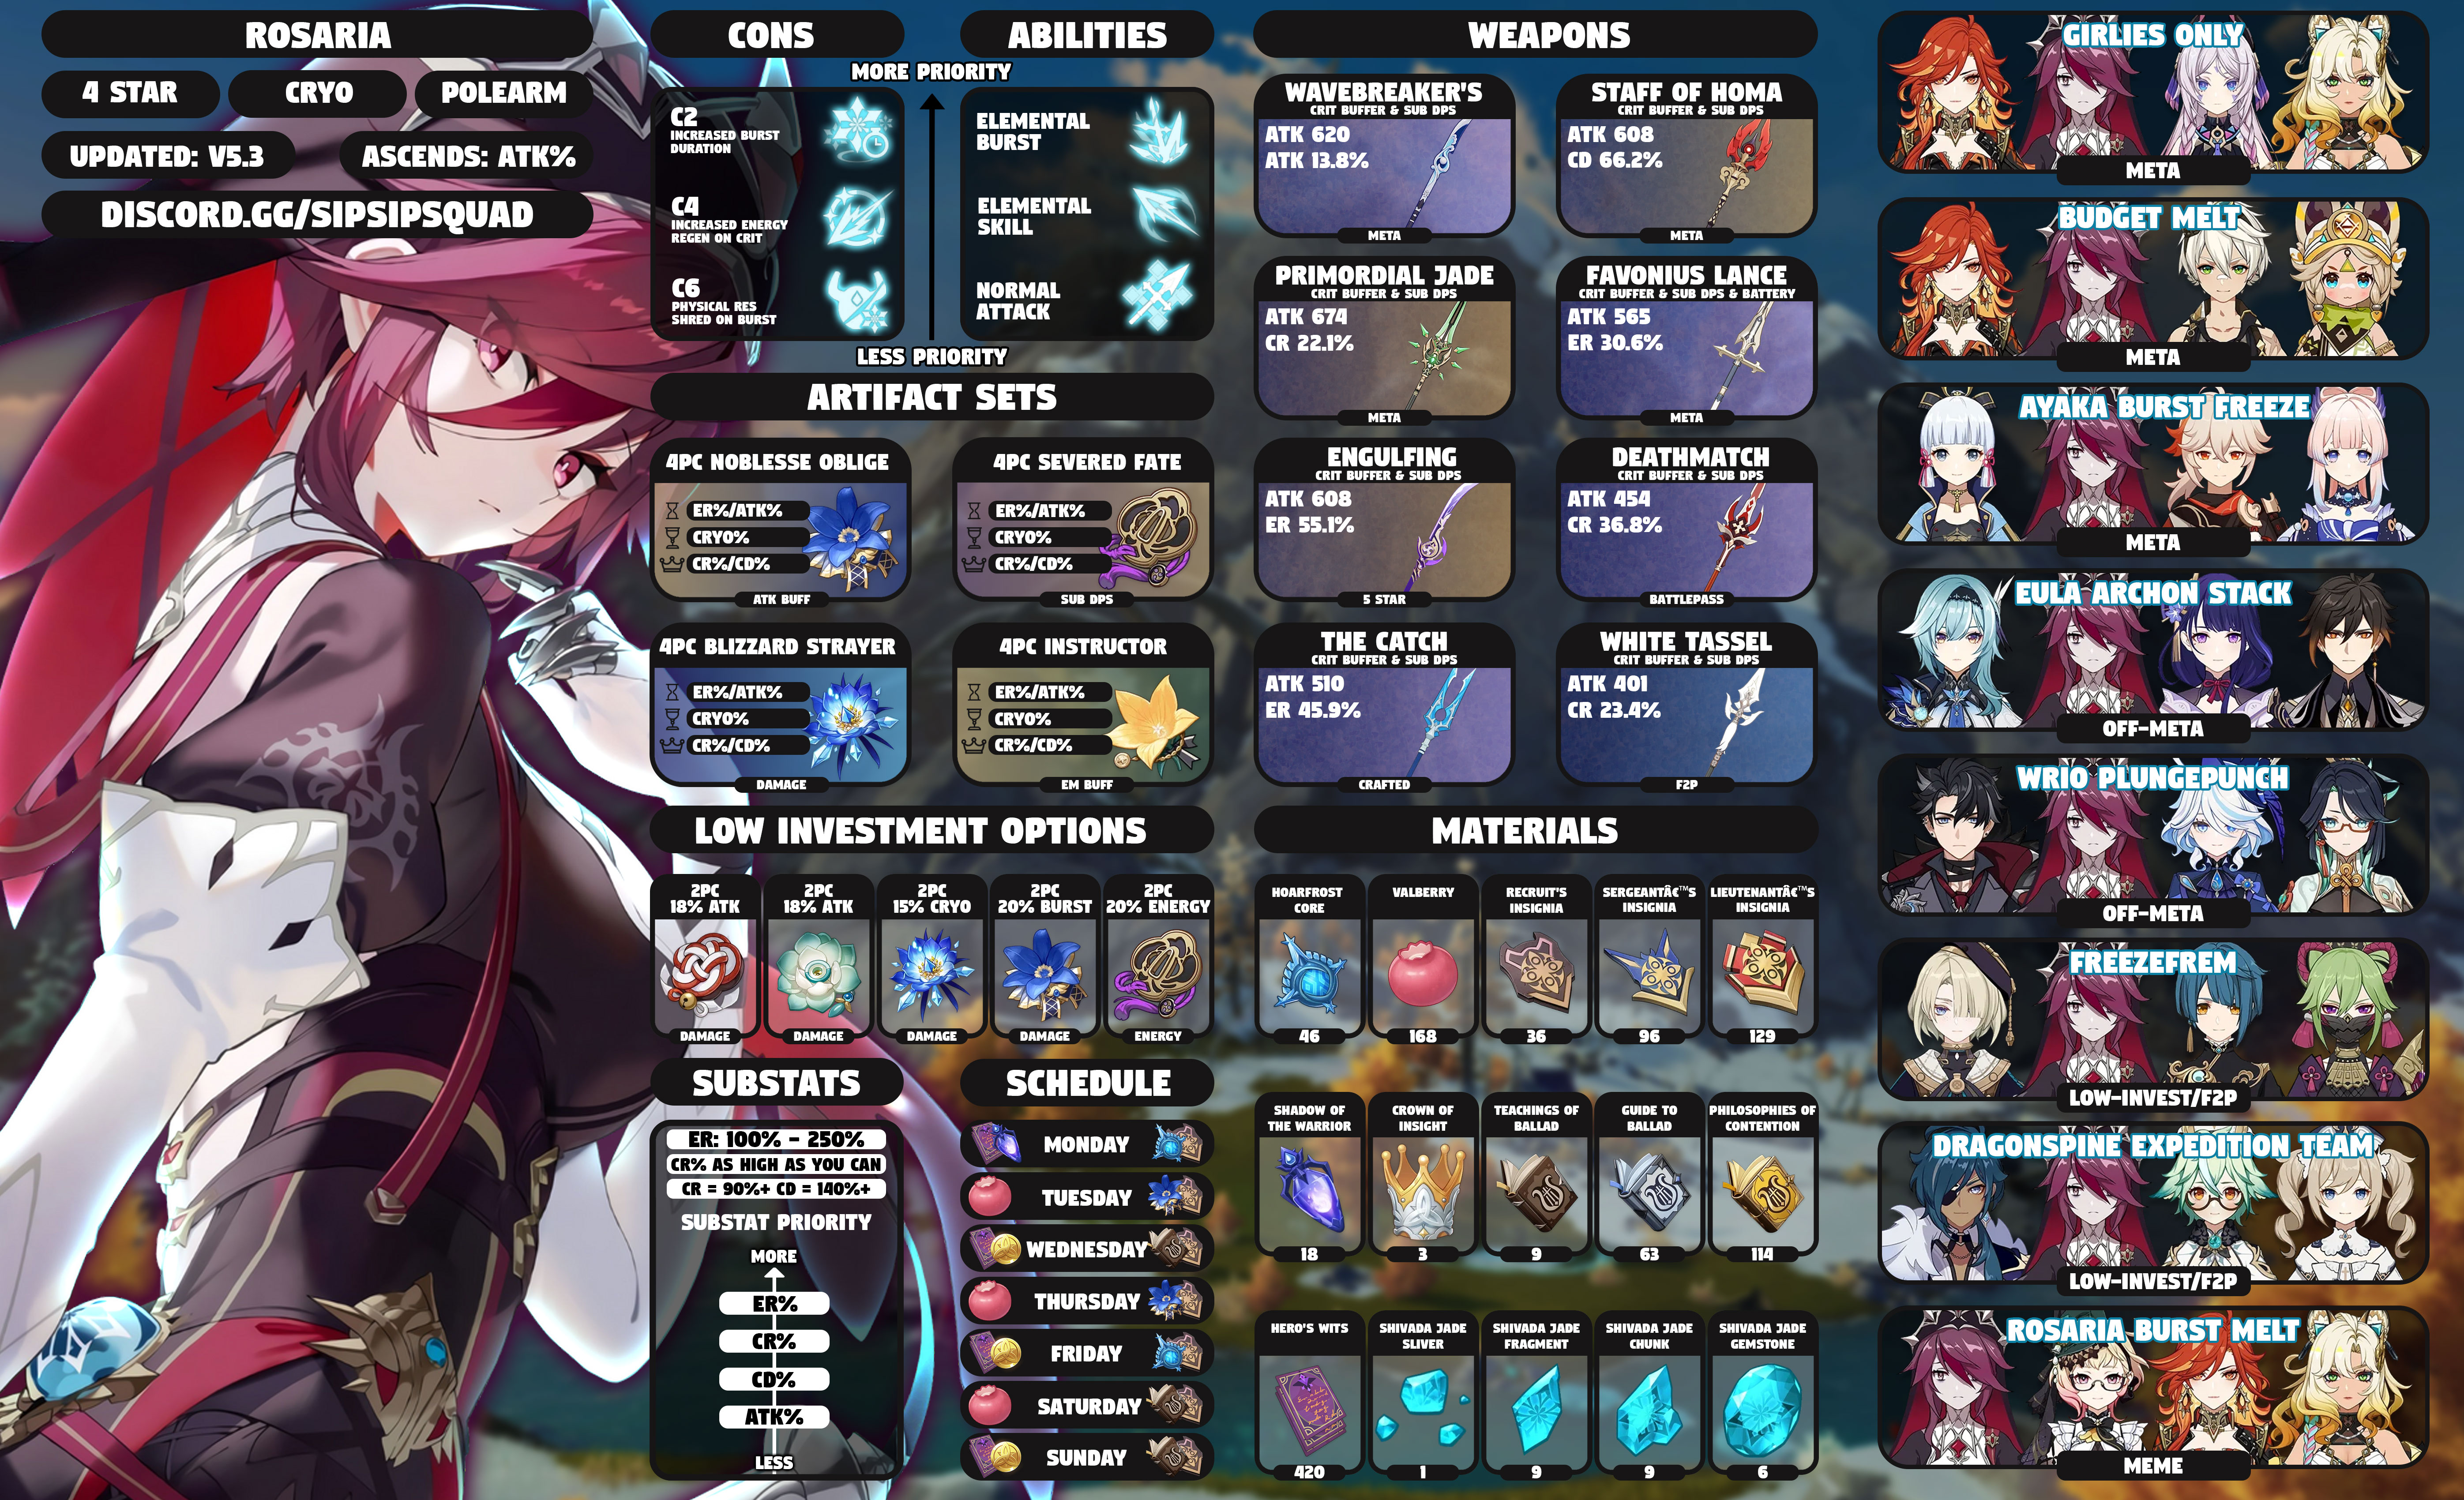 ROSARIA
4 STAR
CRYO
POLEARM
UPDATED: V5.3
ASCENDS: ATK%
DISCORD.GG/SIPSIPSQUAD
CONS
C2
INCREASED BURST
DURATION
C4
INCREASED ENERGY
REGEN ON CRIT
C6
PHYSICAL RES
SHRED ON BURST
MORE PRIORITY
LESS PRIORITY
ABILITIES
ELEMENTAL
BURST
ELEMENTAL
SKILL
NORMAL
ATTACK
ARTIFACT SETS
4PC NOBLESSE OBLIGE
ER%/ATK%
CRYO%
CR%/CD%
ATK BUFF
4PC SEVERED FATE
ER%/ATK%
CRYO%
CR%/CD%
SUB DPS
4PC BLIZZARD STRAYER
ER%/ATK%
CRYO%
CR%/CD%
DAMAGE
4PC INSTRUCTOR
ER%/ATK%
CRYO%
CR%/CD%
EM BUFF
LOW INVESTMENT OPTIONS
2PC
18% ATK
DAMAGE
2PC
18% ATK
DAMAGE
2PC
15% CRYO
DAMAGE
2PC
20% BURST
DAMAGE
2PC
20% ENERGY
ENERGY
SUBSTATS
ER: 100% - 250%
CR% AS HIGH AS YOU CAN
CR = 90%+ CD = 140%+
SUBSTAT PRIORITY
MORE
ER%
CR%
CD%
ATK%
LESS
SCHEDULE
MONDAY
TUESDAY
WEDNESDAY
THURSDAY
FRIDAY
SATURDAY
SUNDAY
WEAPONS
WAVEBREAKER'S
CRIT BUFFER & SUB DPS
ATK 620
ATK 13.8%
META
STAFF OF HOMA
CRIT BUFFER & SUB DPS
ATK 608
CD 66.2%
META
PRIMORDIAL JADE
CRIT BUFFER & SUB DPS
ATK 674
CR 22.1%
META
FAVONIUS LANCE
CRIT BUFFER & SUB DPS & BATTERY
ATK 565
ER 30.6%
META
ENGULFING
CRIT BUFFER & SUB DPS
ATK 608
ER 55.1%
5 STAR
DEATHMATCH
CRIT BUFFER & SUB DPS
ATK 454
CR 36.8%
BATTLEPASS
THE CATCH
CRIT BUFFER & SUB DPS
ATK 510
ER 45.9%
CRAFTED
WHITE TASSEL
CRIT BUFFER & SUB DPS
ATK 401
CR 23.4%
F2P
MATERIALS
HOARFROST
CORE
46
VALBERRY
168
RECRUIT'S
INSIGNIA
36
SERGEANTÂ€™S
INSIGNIA
96
LIEUTENANTÂ€™S
INSIGNIA
129
SHADOW OF
THE WARRIOR
18
CROWN OF
INSIGHT
3
TEACHINGS OF
BALLAD
9
GUIDE TO
BALLAD
63
PHILOSOPHIES OF
CONTENTION
114
HERO'S WITS
420
SHIVADA JADE
SLIVER
1
SHIVADA JADE
FRAGMENT
9
SHIVADA JADE
CHUNK
9
SHIVADA JADE
GEMSTONE
6
GIRLIES ONLY
META
BUDGET MELT
META
AYAKA BURST FREEZE
META
EULA ARCHON STACK
OFF-META
WRIO PLUNGEPUNCH
OFF-META
FREEZEFREM
LOW-INVEST/F2P
DRAGONSPINE EXPEDITION TEAM
LOW-INVEST/F2P
ROSARIA BURST MELT
MEME